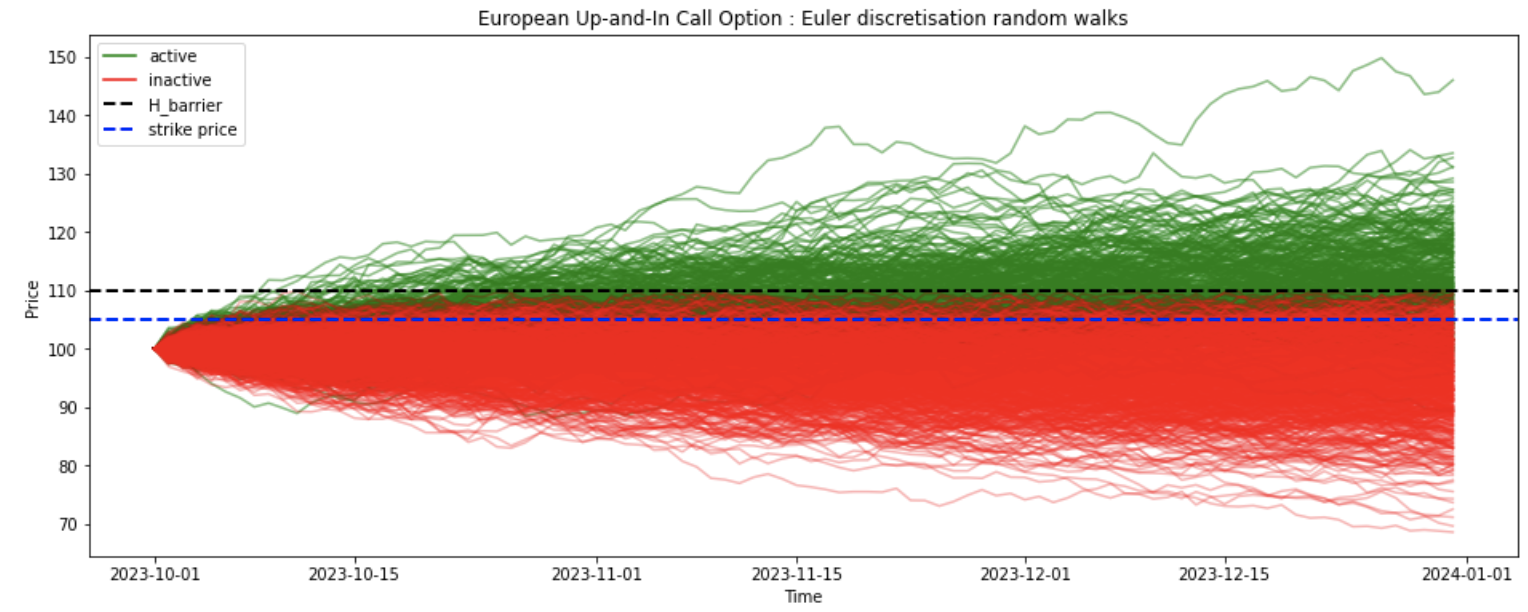 European Up-and-In Call Option : Euler discretisation random walks
active
inactive
H_barrier
strike price
150
140
130
120
110
100
90
80
70
Price
2023-10-01 2023-10-15 2023-11-01 2023-11-15 2023-12-01 2023-12-15 2024-01-01
Time